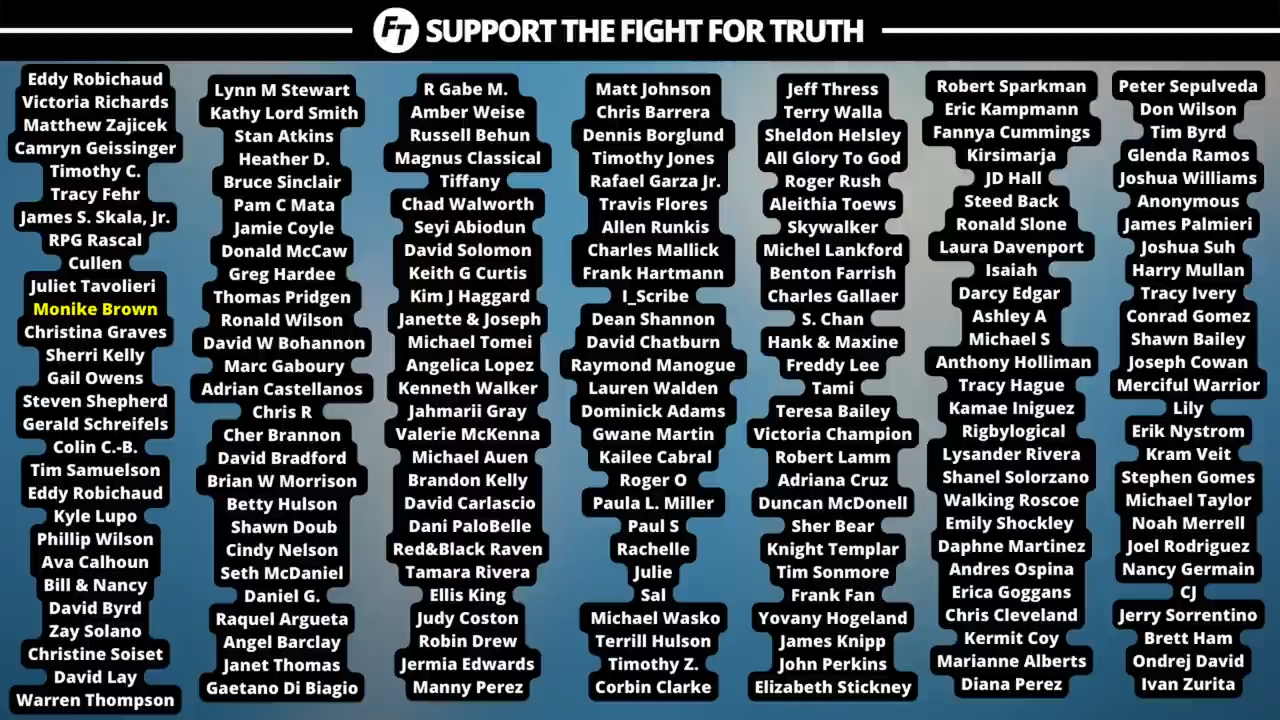 FT SUPPORT THE FIGHT FOR TRUTH
Eddy Robichaud
Victoria Richards
Matthew Zajicek
Camryn Geissinger
Timothy C.
Tracy Fehr
James S. Skala, Jr.
RPG Rascal
Cullen
Juliet Tavolieri
Monike Brown
Christina Graves
Sherri Kelly
Gail Owens
Steven Shepherd
Gerald Schreifels
Colin C.-B.
Tim Samuelson
Eddy Robichaud
Kyle Lupo
Phillip Wilson
Ava Calhoun
Bill & Nancy
David Byrd
Zay Solano
Christine Soiset
David Lay
Warren Thompson
Lynn M Stewart
Kathy Lord Smith
Stan Atkins
Heather D.
Bruce Sinclair
Pam C Mata
Jamie Coyle
Donald McCaw
Greg Hardee
Thomas Pridgen
Ronald Wilson
David W Bohannon
Marc Gaboury
Adrian Castellanos
Chris R
Cher Brannon
David Bradford
Brian W Morrison
Betty Hulson
Shawn Doub
Cindy Nelson
Seth McDaniel
Daniel G.
Raquel Argueta
Angel Barclay
Janet Thomas
Gaetano Di Biagio
R Gabe M.
Amber Weise
Russell Behun
Magnus Classical
Tiffany
Chad Walworth
Seyi Abiodun
David Solomon
Keith G Curtis
Kim J Haggard
Janette & Joseph
Michael Tomei
Angelica Lopez
Kenneth Walker
Jahmarii Gray
Valerie McKenna
Michael Auen
Brandon Kelly
David Carlascio
Dani PaloBelle
Red&Black Raven
Tamara Rivera
Ellis King
Judy Coston
Robin Drew
Jermia Edwards
Manny Perez
Matt Johnson
Chris Barrera
Dennis Borglund
Timothy Jones
Rafael Garza Jr.
Travis Flores
Allen Runkis
Charles Mallick
Frank Hartmann
I_Scribe
Dean Shannon
David Chatburn
Raymond Manogue
Lauren Walden
Dominick Adams
Gwane Martin
Kailee Cabral
Roger O
Paula L. Miller
Paul S
Rachelle
Julie
Sal
Michael Wasko
Terrill Hulson
Timothy Z.
Corbin Clarke
Jeff Thress
Terry Walla
Sheldon Helsley
All Glory To God
Roger Rush
Aleithia Toews
Skywalker
Michel Lankford
Benton Farrish
Charles Gallaer
S. Chan
Hank & Maxine
Freddy Lee
Tami
Teresa Bailey
Victoria Champion
Robert Lamm
Adriana Cruz
Duncan McDonell
Sher Bear
Knight Templar
Tim Sonmore
Frank Fan
Yovany Hogeland
James Knipp
John Perkins
Elizabeth Stickney
Robert Sparkman
Eric Kampmann
Fannya Cummings
Kirsimarja
JD Hall
Steed Back
Ronald Slone
Laura Davenport
Isaiah
Darcy Edgar
Ashley A
Michael S
Anthony Holliman
Tracy Hague
Kamae Iniguez
Rigbylogical
Lysander Rivera
Shanel Solorzano
Walking Roscoe
Emily Shockley
Daphne Martinez
Andres Ospina
Erica Goggans
Chris Cleveland
Kermit Coy
Marianne Alberts
Diana Perez
Peter Sepulveda
Don Wilson
Tim Byrd
Glenda Ramos
Joshua Williams
Anonymous
James Palmieri
Joshua Suh
Harry Mullan
Tracy Ivery
Conrad Gomez
Shawn Bailey
Joseph Cowan
Merciful Warrior
Lily
Erik Nystrom
Kram Veit
Stephen Gomes
Michael Taylor
Noah Merrell
Joel Rodriguez
Nancy Germain
CJ
Jerry Sorrentino
Brett Ham
Ondrej David
Ivan Zurita